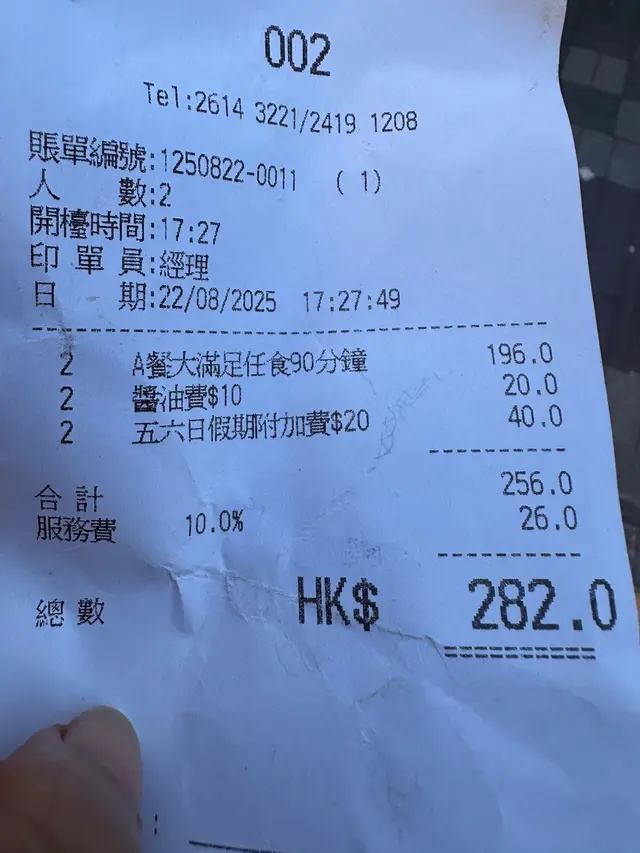 002
Tel:2614 3221/2419 1208
賬單編號:1250822-0011 (1)
人 數:2
開檯時間:17:27
印單員:經理
日 期:22/08/2025 17:27:49
2 A餐大滿足任食90分鐘 196.0
2 醬油費$10 20.0
2 五六日假期附加費$20 40.0
合計 256.0
服務費 10.0% 26.0
總數 HK$ 282.0